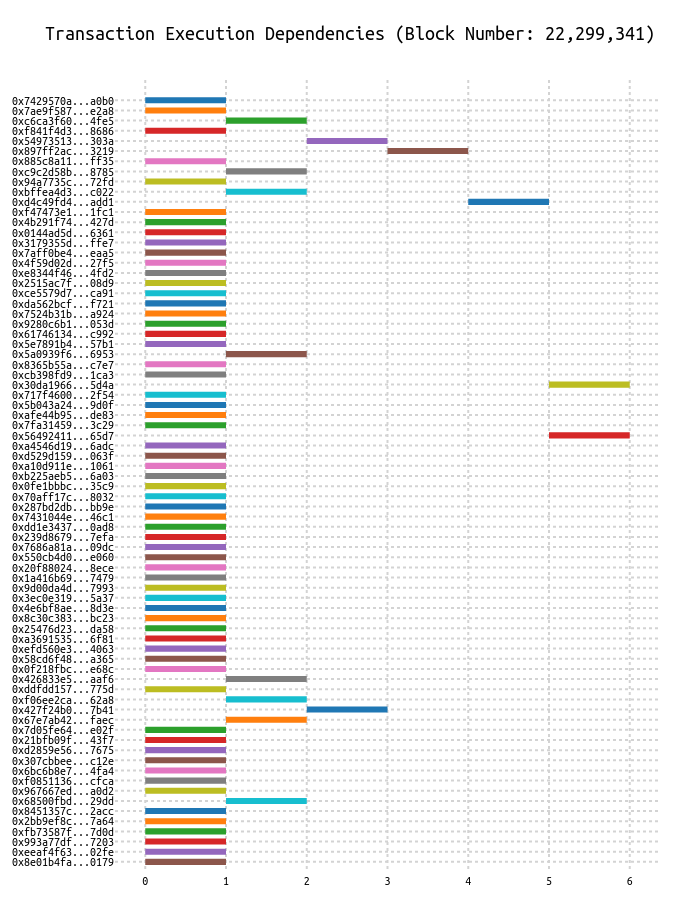 Transaction Execution Dependencies (Block Number: 22,299,341)
0x7429570a...a0b0
0x7ae9f587...e2a8
0xc6ca3f60...4fe5
0xf841f4d3...8686
0x54973513...303a
0x897ff2ac...3219
0x885c8a11...ff35
0xc9c2d58b...8785
0x94a7735c...72fd
0xbffea4d3...c022
0xd4c49fd4...add1
0xf47473e1...1fc1
0x4b291f74...427d
0x0144ad5d...6361
0x3179355d...ffe7
0x7aff0be4...eaa5
0x4f59d02d...27f5
0xe8344f46...4fd2
0x2515ac7f...08d9
0xce5579d7...ca91
0xda562bcf...f721
0x7524b31b...a924
0x9280c6b1...053d
0x61746134...c992
0x5e7891b4...57b1
0x5a0939f6...6953
0x8365b55a...c7e7
0xcb398fd9...1ca3
0x30da1966...5d4a
0x717f4600...2f54
0x5b043a24...9d0f
0xafe44b95...de83
0x7fa31459...3c29
0x56492411...65d7
0xa4546d19...6adc
0xd529d159...063f
0xa10d911e...1061
0xb225aeb5...6a03
0x0fe1bbbc...35c9
0x70aff17c...8032
0x287bd2db...bb9e
0x7431044e...46c1
0xdd1e3437...0ad8
0x239d8679...7efa
0x7686a81a...09dc
0x550cb4d0...e060
0x20f88024...8ece
0x1a416b69...7479
0x9d00da4d...7993
0x3ec0e319...5a37
0x4e6bf8ae...8d3e
0x8c30c383...bc23
0x25476d23...da58
0xa3691535...6f81
0xefd560e3...4063
0x58cd6f48...a365
0x0f218fbc...e68c
0x426833e5...aaf6
0xddfdd157...775d
0xf06ee2ca...62a8
0x427f24b0...7b41
0x67e7ab42...faec
0x7d05fe64...e02f
0x21bfb09f...43f7
0xd2859e56...7675
0x307cbbee...c12e
0x6bc6b8e7...4fa4
0xf0851136...cfca
0x967667ed...a0d2
0x68500fbd...29dd
0x8451357c...2acc
0x2bb9ef8c...7a64
0xfb73587f...7d0d
0x993a77df...7203
0xeeaf4f63...02fe
0x8e01b4fa...0179
0 1 2 3 4 5 6